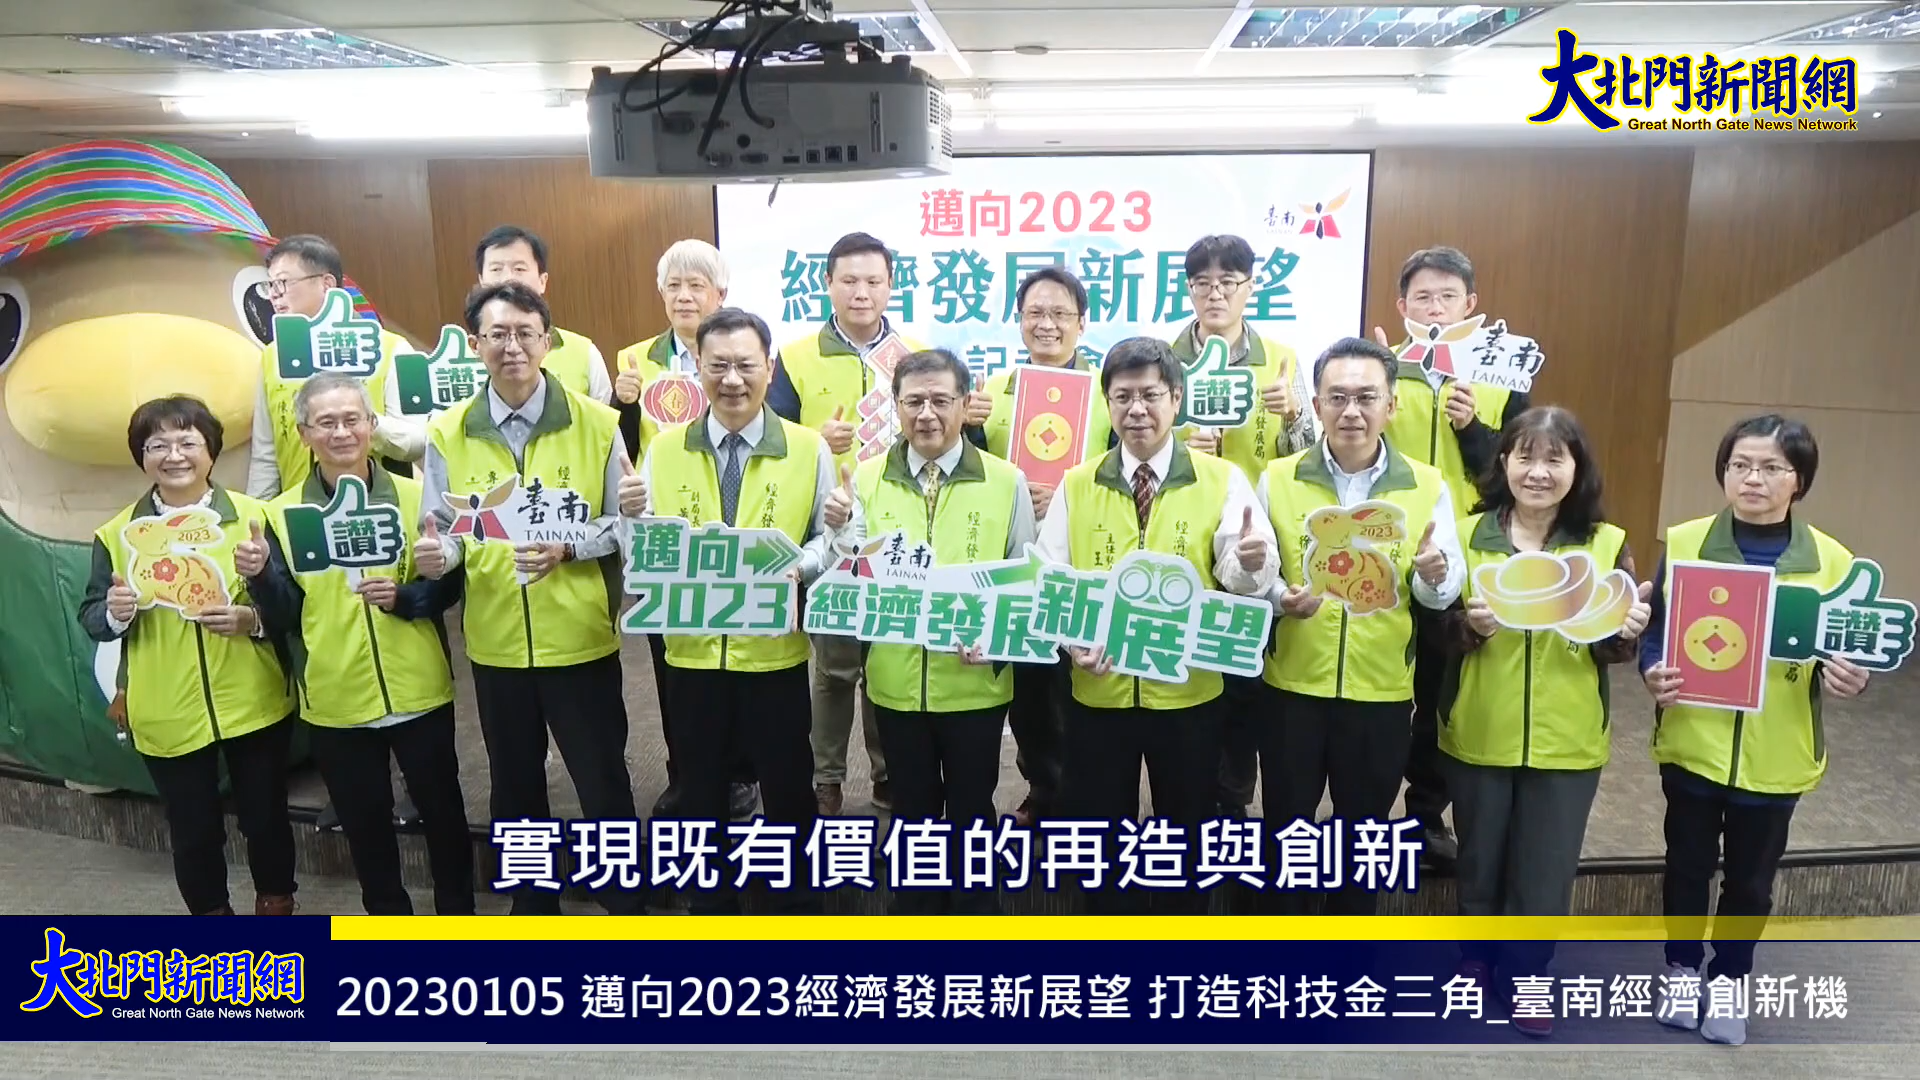 大北門新聞網
Great North Gate News Network
邁向2023
臺南
經濟發展新展望
讚
讚
讚
臺南
TAINAN
讚
2023
臺南
TAINAN
邁向
2023
臺南
TAINAN
經濟發展
新展望
2023
讚
春
春
實現既有價值的再造與創新
大北門新聞網
Great North Gate News Network
20230105 邁向2023經濟發展新展望 打造科技金三角_臺南經濟創新機